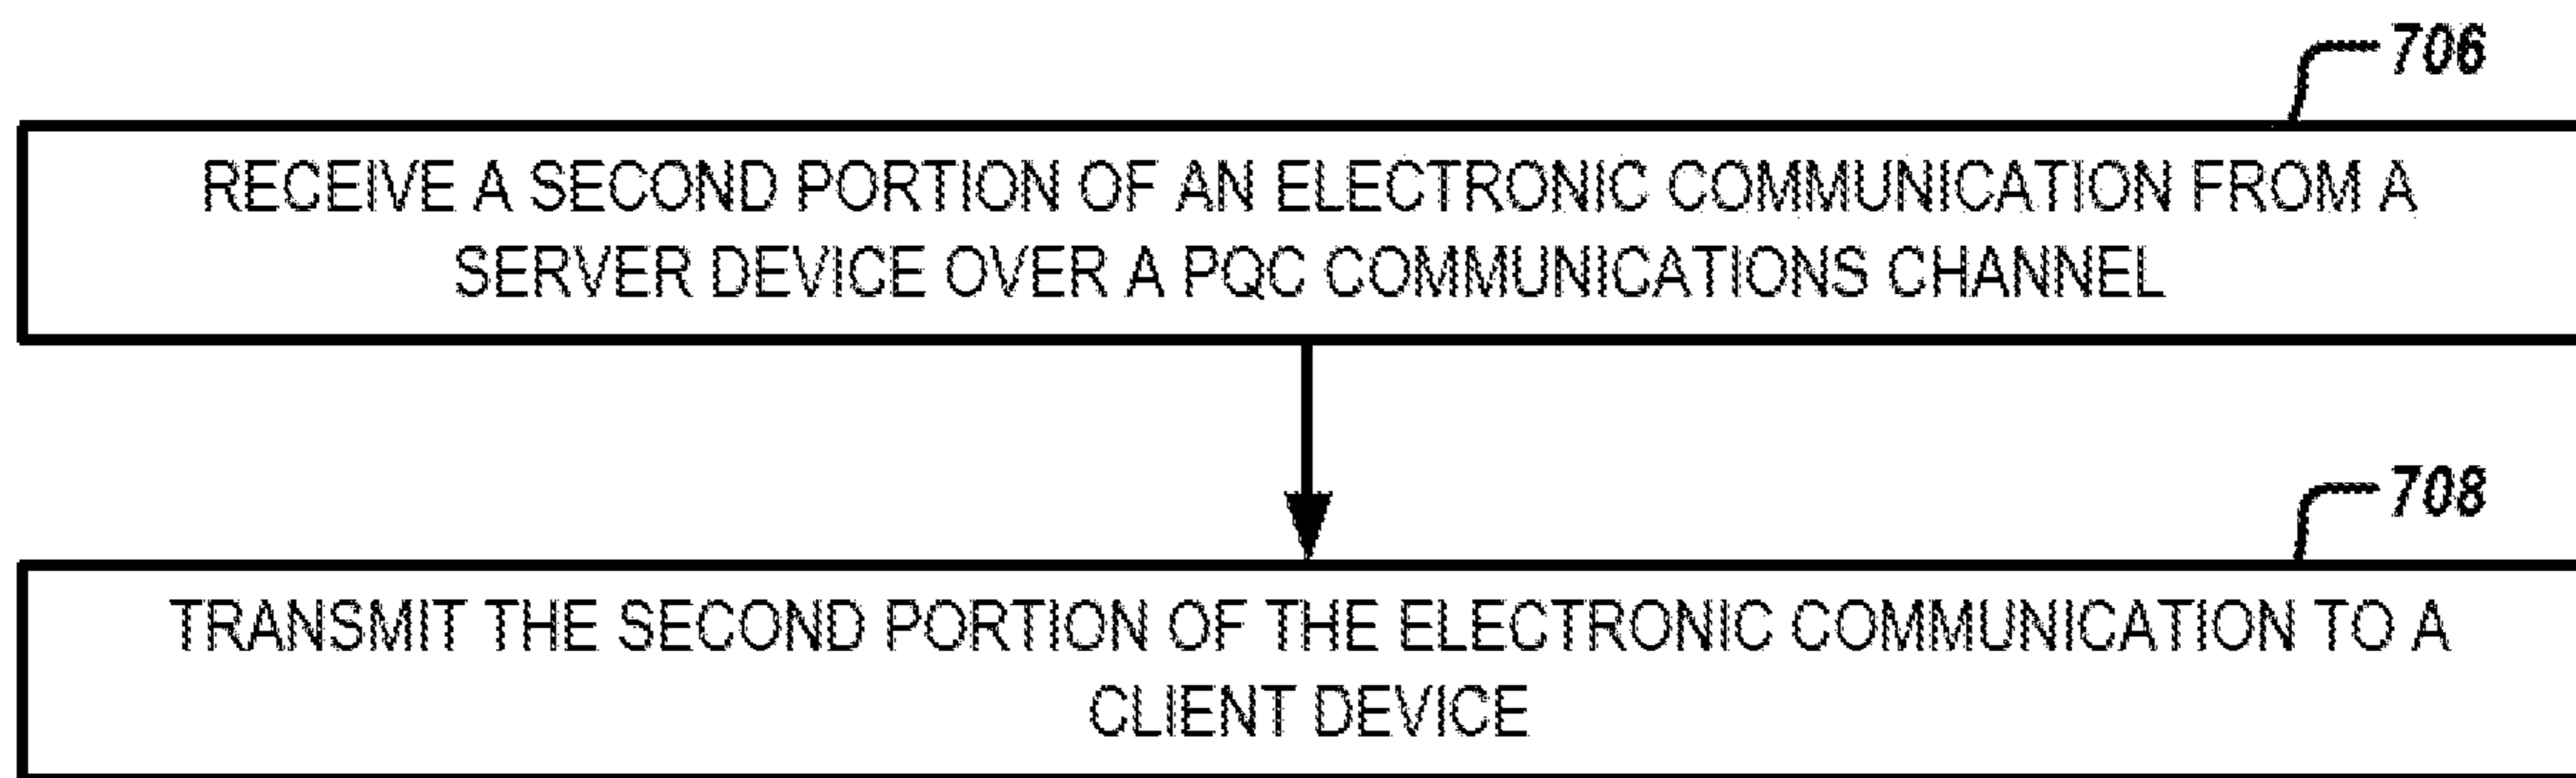 706
RECEIVE A SECOND PORTION OF AN ELECTRONIC COMMUNICATION FROM A
SERVER DEVICE OVER A PQC COMMUNICATIONS CHANNEL
708
TRANSMIT THE SECOND PORTION OF THE ELECTRONIC COMMUNICATION TO A
CLIENT DEVICE